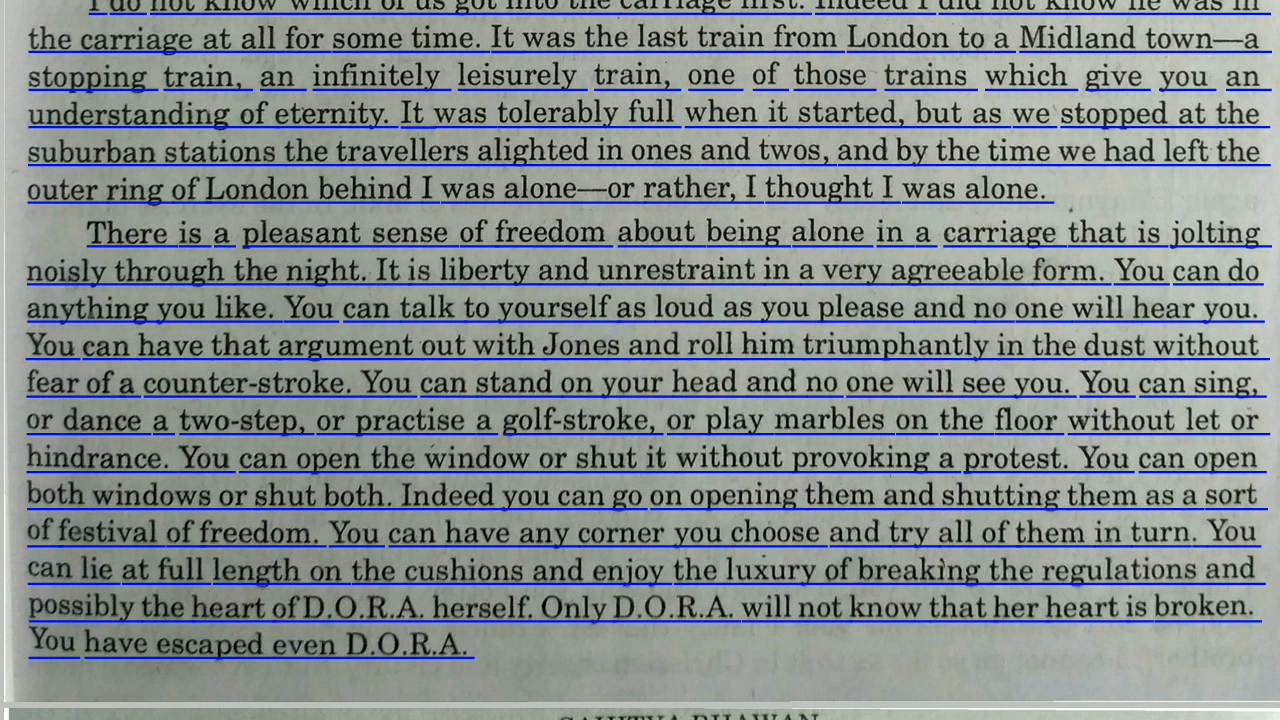 I do not know which of us got into the carriage first. Indeed I did not know he was in
the carriage at all for some time. It was the last train from London to a Midland town—a
stopping train, an infinitely leisurely train, one of those trains which give you an
understanding of eternity. It was tolerably full when it started, but as we stopped at the
suburban stations the travellers alighted in ones and twos, and by the time we had left the
outer ring of London behind I was alone—or rather, I thought I was alone.
There is a pleasant sense of freedom about being alone in a carriage that is jolting
noisly through the night. It is liberty and unrestraint in a very agreeable form. You can do
anything you like. You can talk to yourself as loud as you please and no one will hear you.
You can have that argument out with Jones and roll him triumphantly in the dust without
fear of a counter-stroke. You can stand on your head and no one will see you. You can sing,
or dance a two-step, or practise a golf-stroke, or play marbles on the floor without let or
hindrance. You can open the window or shut it without provoking a protest. You can open
both windows or shut both. Indeed you can go on opening them and shutting them as a sort
of festival of freedom. You can have any corner you choose and try all of them in turn. You
can lie at full length on the cushions and enjoy the luxury of breaking the regulations and
possibly the heart of D.O.R.A. herself. Only D.O.R.A. will not know that her heart is broken.
You have escaped even D.O.R.A.
SAHITYA BHAWAN